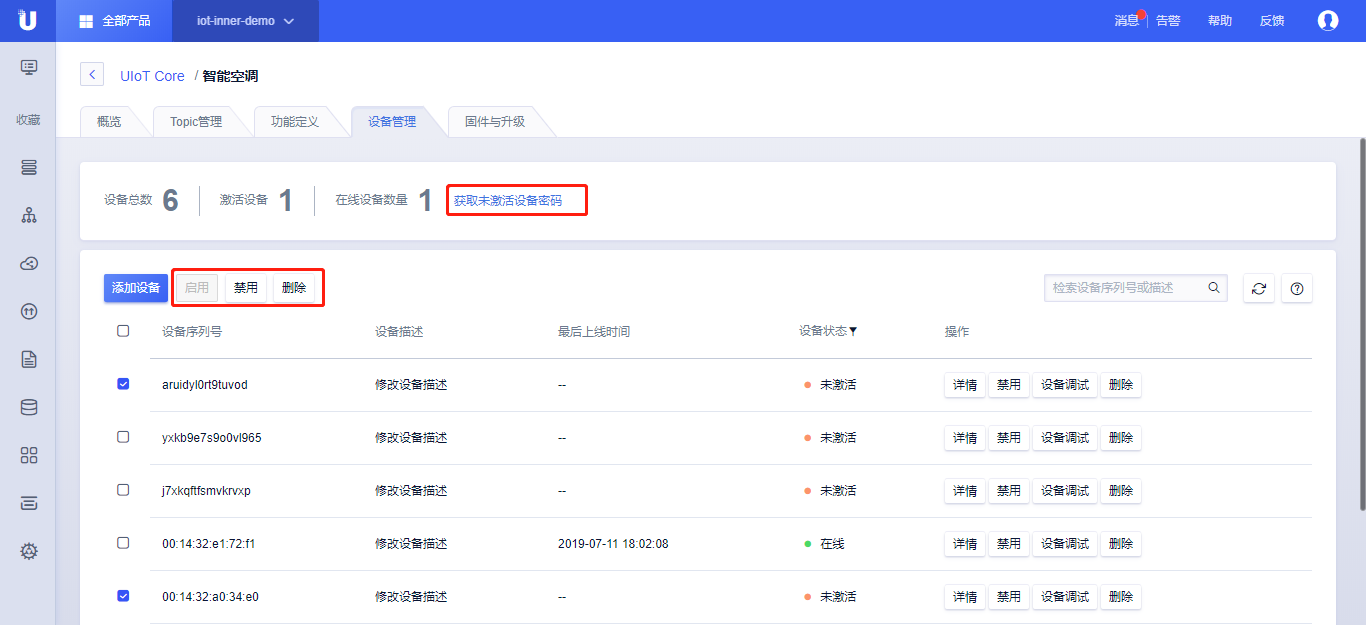 U 全部产品 iot-inner-demo 消息 告警 帮助 反馈
收藏
UIoT Core / 智能空调
概览 Topic管理 功能定义 设备管理 固件与升级
设备总数 6 激活设备 1 在线设备数量 1 获取未激活设备密码
添加设备 启用 禁用 删除 检索设备序列号或描述
设备序列号 设备描述 最后上线时间 设备状态 操作
aruidyl0rt9tuvod 修改设备描述 -- 未激活 详情 禁用 设备调试 删除
yxkb9e7s9o0vl965 修改设备描述 -- 未激活 详情 禁用 设备调试 删除
j7xkqftfsmvkrvxp 修改设备描述 -- 未激活 详情 禁用 设备调试 删除
00:14:32:e1:72:f1 修改设备描述 2019-07-11 18:02:08 在线 详情 禁用 设备调试 删除
00:14:32:a0:34:e0 修改设备描述 -- 未激活 详情 禁用 设备调试 删除